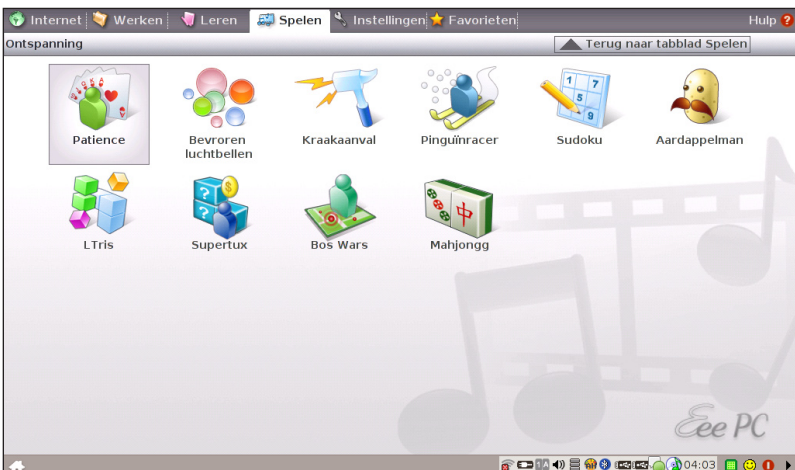 Internet Werken Leren Spelen Instellingen Favorieten Hulp
Ontspanning Terug naar tabblad Spelen
Patience Bevroren luchtbellen Kraakaanval Pinguïnracer Sudoku Aardappelman
LTris Supertux Bos Wars Mahjongg
Eee PC
04:03